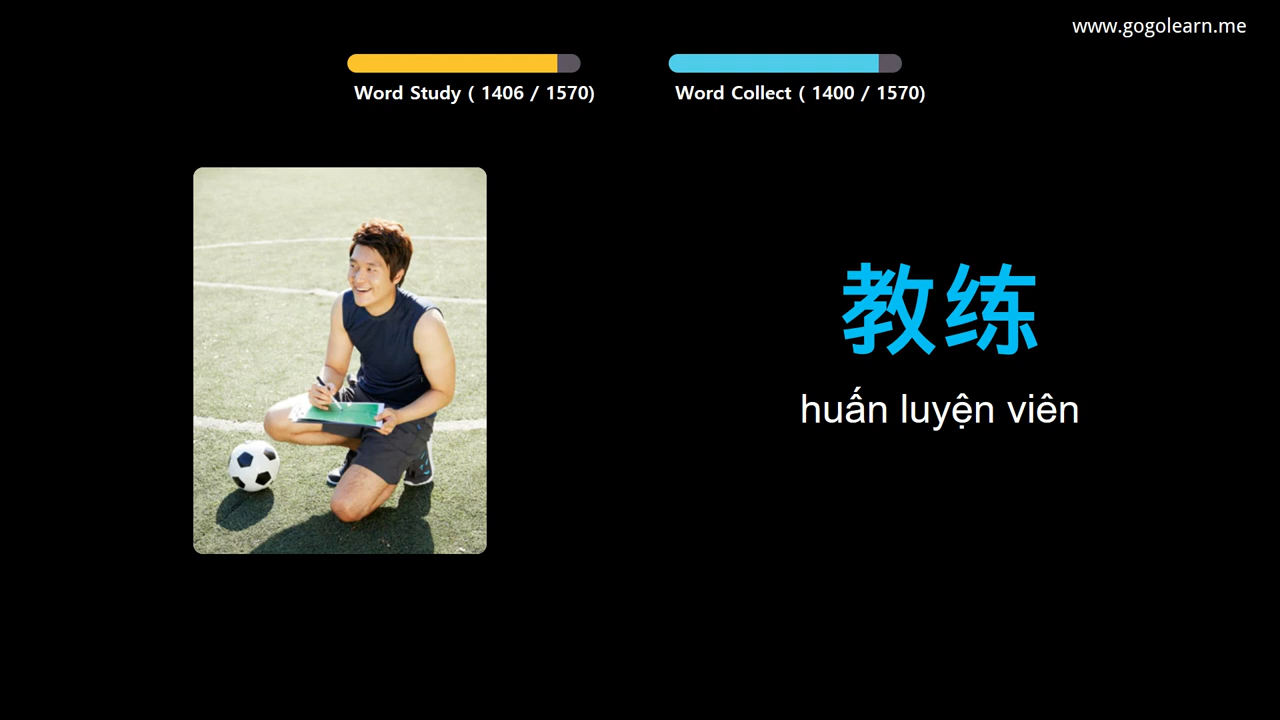 www.gogolearn.me
Word Study ( 1406 / 1570)
Word Collect ( 1400 / 1570)
教练
huấn luyện viên